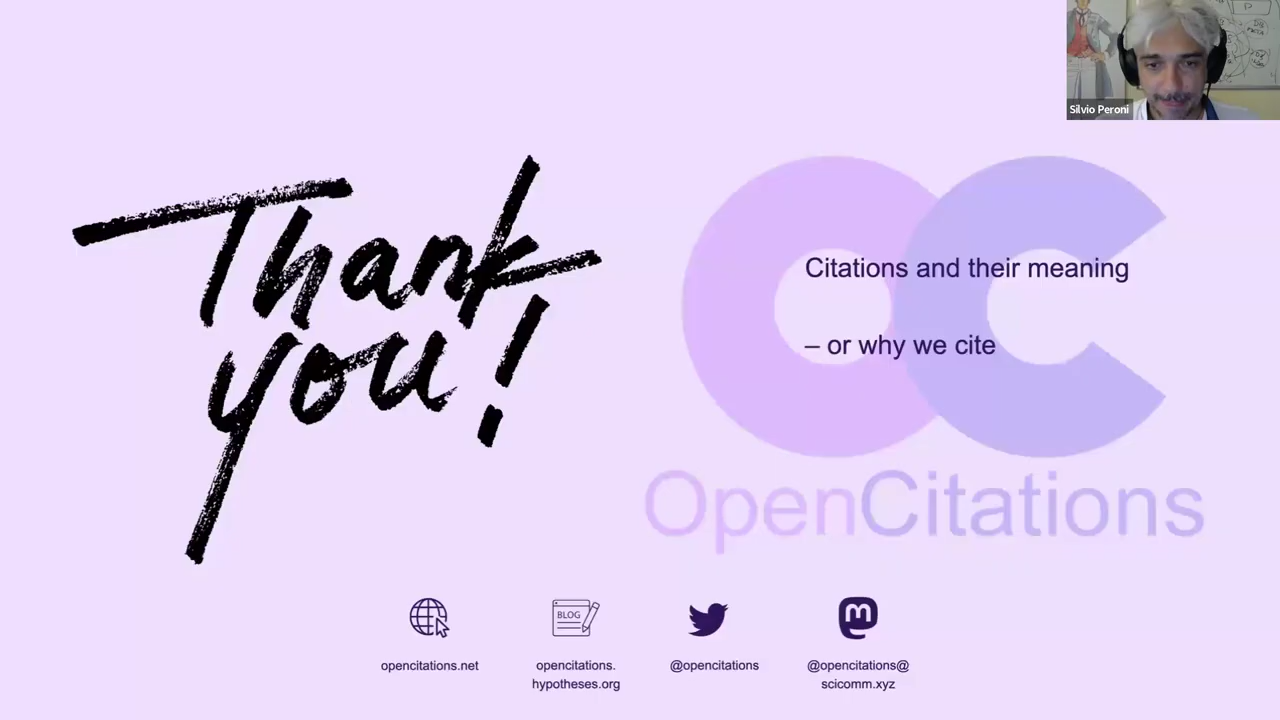 Silvio Peroni
Thank
you!
Citations and their meaning
– or why we cite
OpenCitations
BLOG
opencitations.net
opencitations.
hypotheses.org
@opencitations
@opencitations@
scicomm.xyz